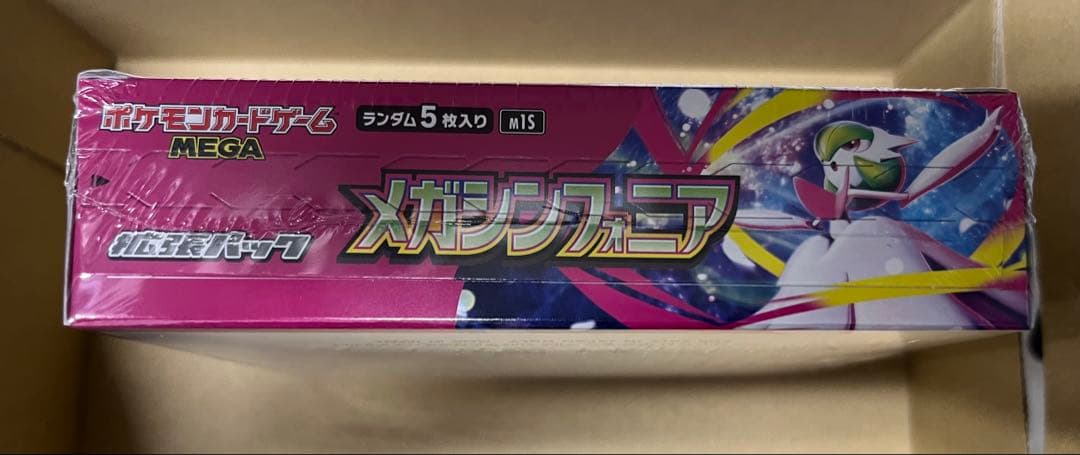 ポケモンカードゲーム
MEGA
ランダム5枚入り
M1S
メガシンフォニア
拡張パック